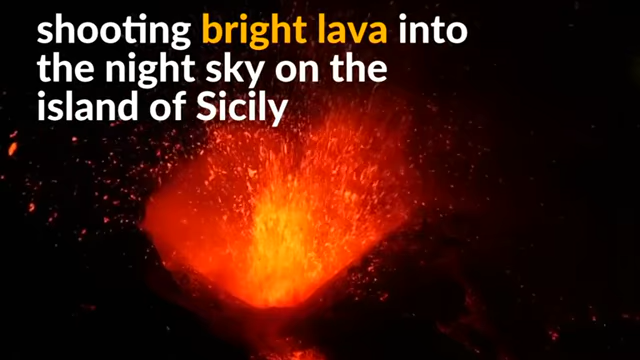 shooting bright lava into
the night sky on the
island of Sicily